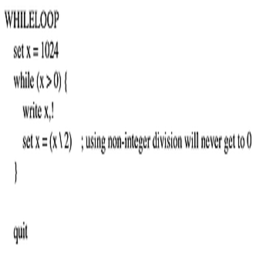 WHILELOOP
set x = 1024
while (x > 0) {
write x,!
set x = (x \ 2) ; using non-integer division will never get to 0
}
quit